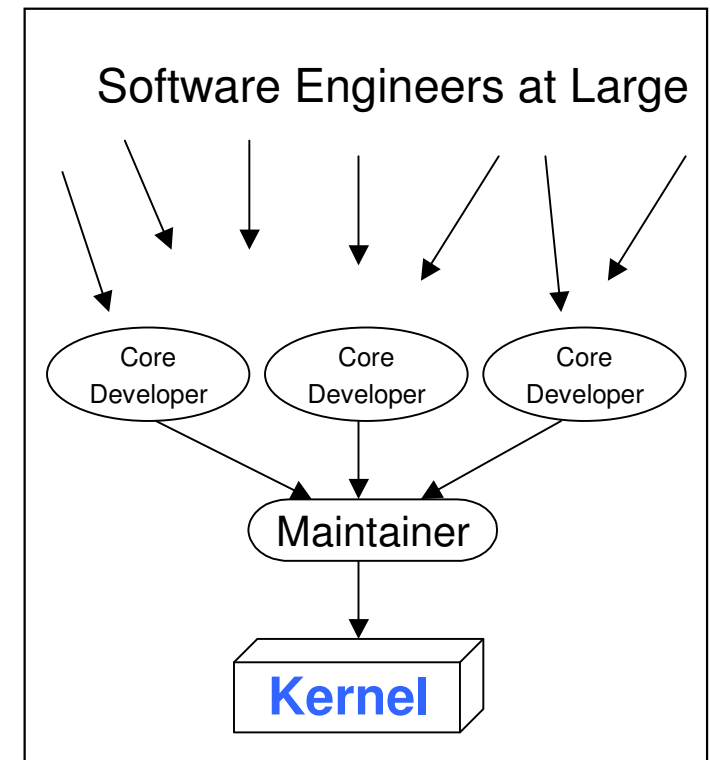 Software Engineers at Large
Core
Developer
Core
Developer
Core
Developer
Maintainer
Kernel